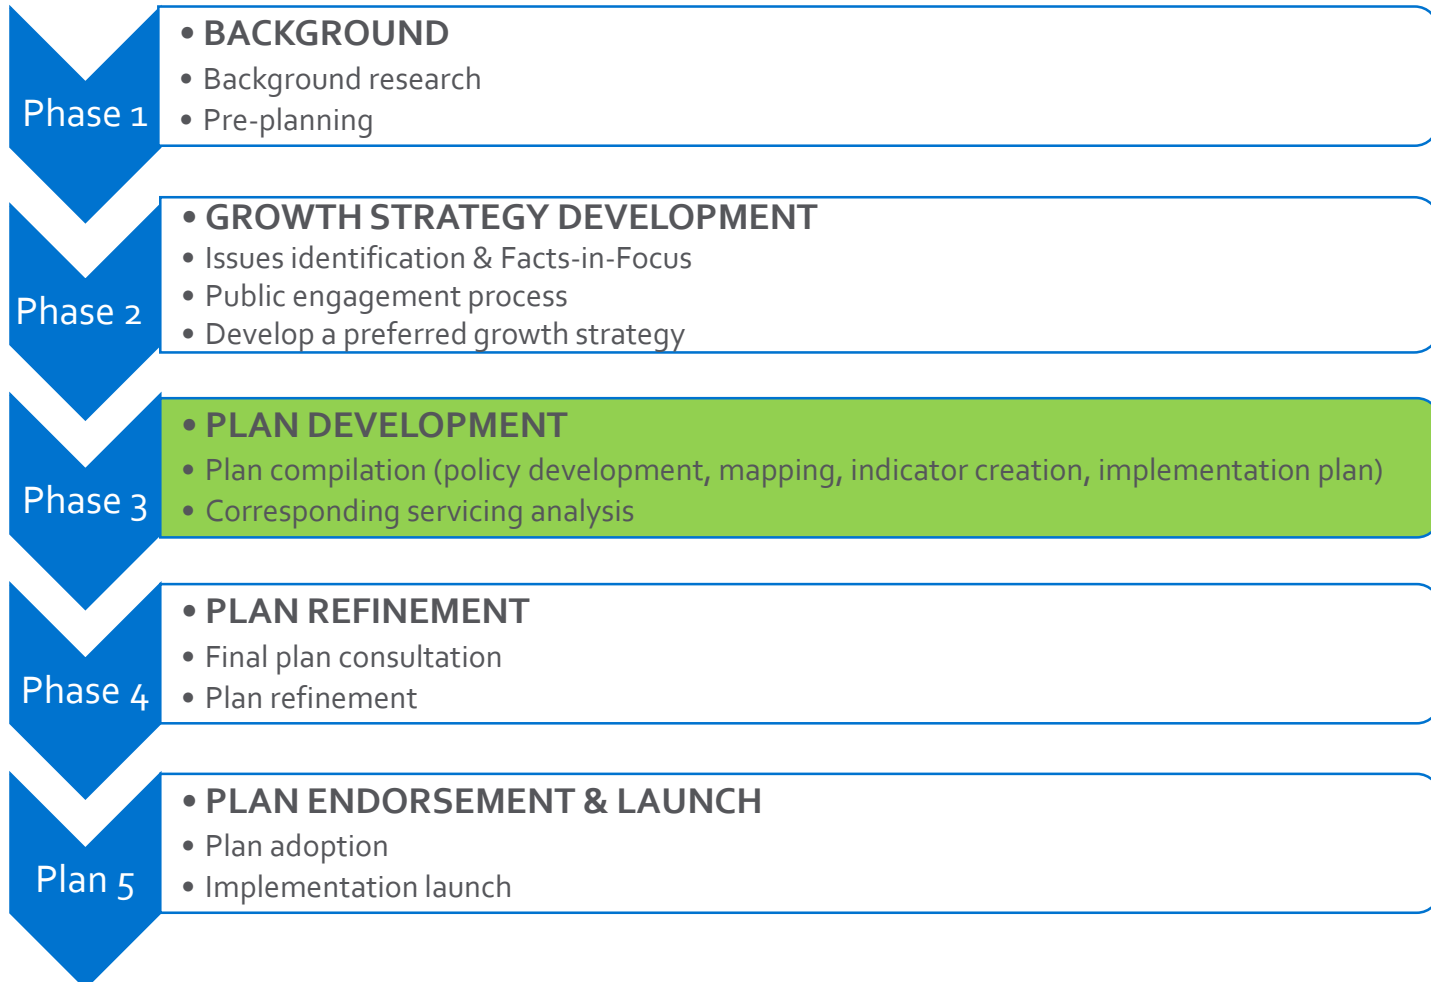 Phase 1
• BACKGROUND
• Background research
• Pre-planning
Phase 2
• GROWTH STRATEGY DEVELOPMENT
• Issues identification & Facts-in-Focus
• Public engagement process
• Develop a preferred growth strategy
Phase 3
• PLAN DEVELOPMENT
• Plan compilation (policy development, mapping, indicator creation, implementation plan)
• Corresponding servicing analysis
Phase 4
• PLAN REFINEMENT
• Final plan consultation
• Plan refinement
Plan 5
• PLAN ENDORSEMENT & LAUNCH
• Plan adoption
• Implementation launch